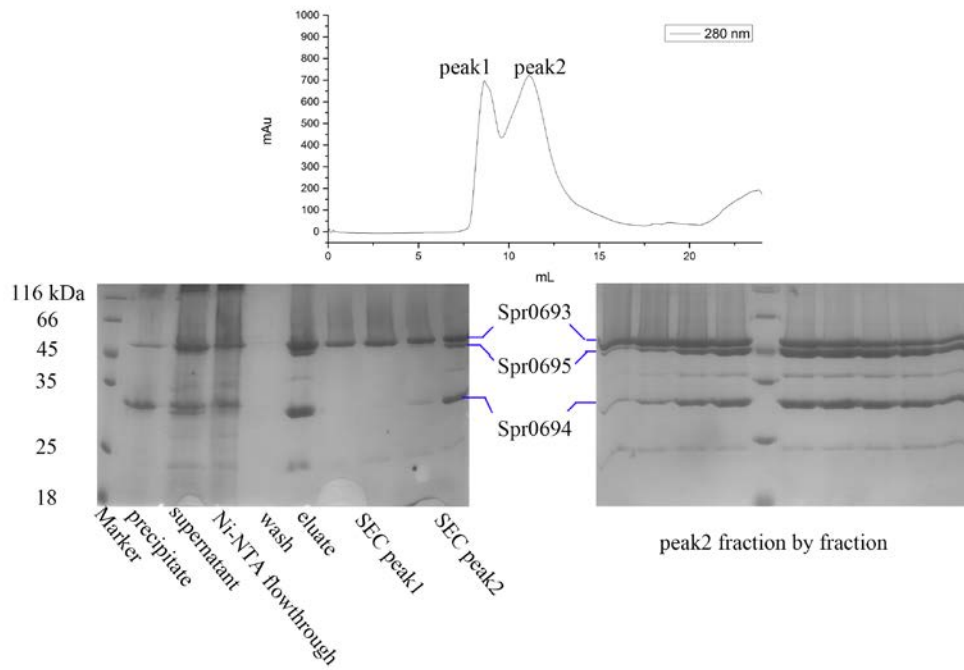 1000
900
800
700
600
500
400
300
200
100
0
mAu
280 nm
peak1
peak2
0
5
10
15
20
mL
116 kDa
66
45
35
25
18
Spr0693
Spr0695
Spr0694
Marker
precipitate
supernatant
Ni-NTA flowthrough
wash
eluate
SEC peak1
SEC peak2
peak2 fraction by fraction